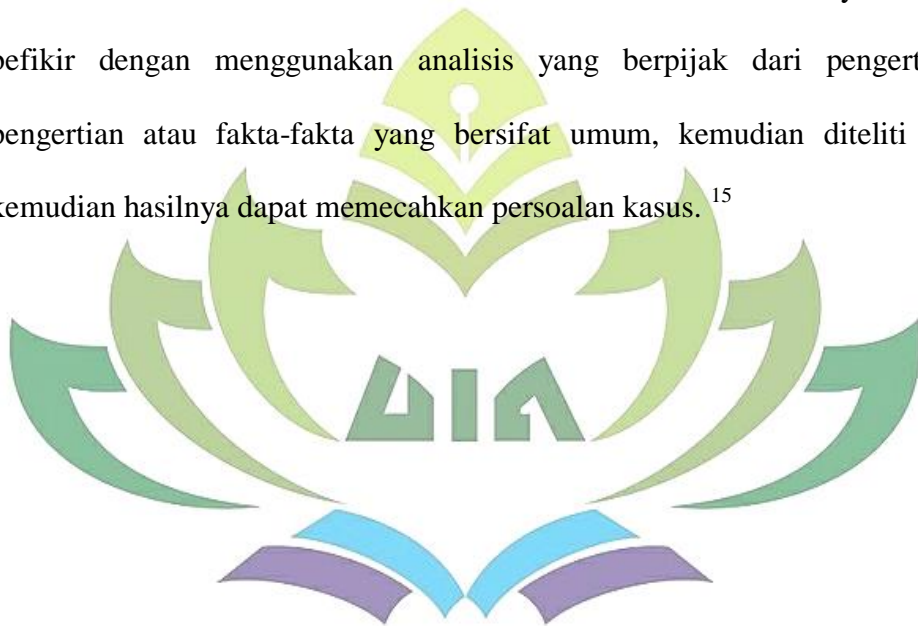 befikir dengan menggunakan analisis yang berpijak dari
pengertian atau fakta-fakta yang bersifat umum, kemudian diteliti
kemudian hasilnya dapat memecahkan persoalan kasus. 15
UIN